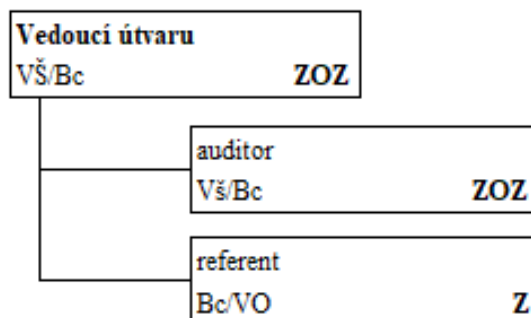 Vedoucí útvaru
VŠ/Bc ZOZ
auditor
Vš/Bc ZOZ
referent
Bc/VO Z